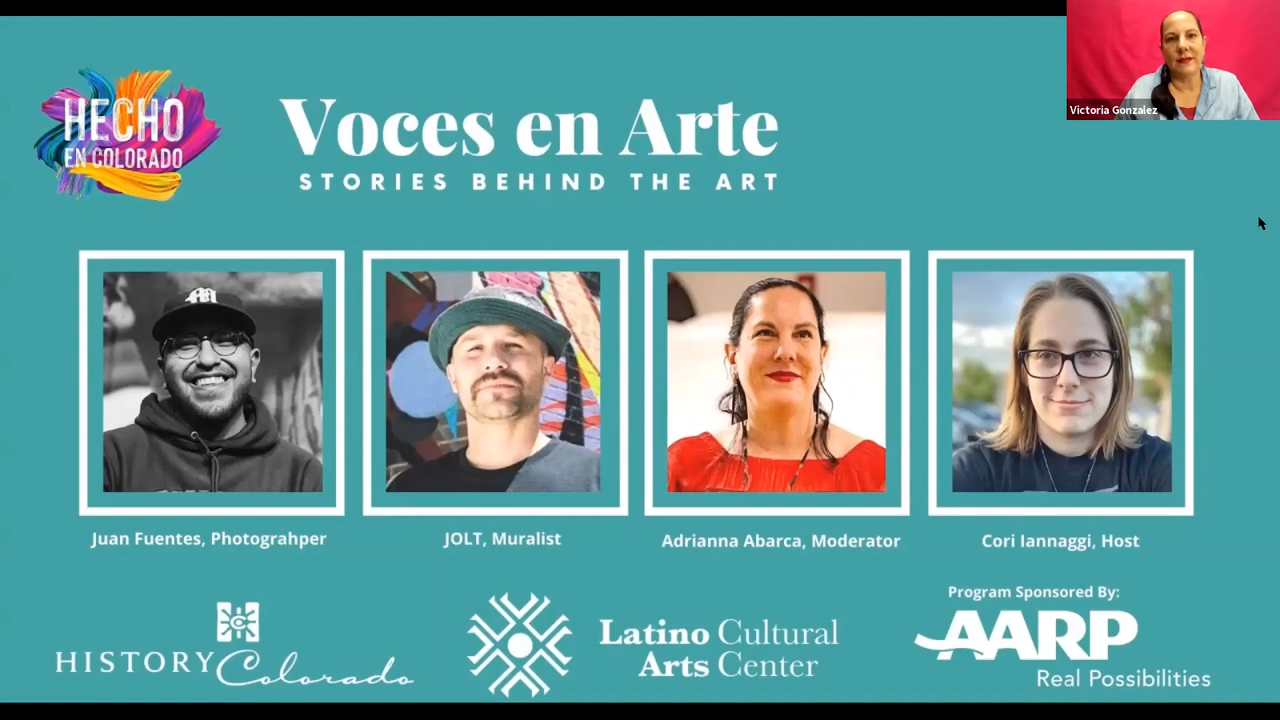 Victoria Gonzalez
HECHO
EN COLORADO
Voces en Arte
STORIES BEHIND THE ART
Juan Fuentes, Photograhper
JOLT, Muralist
Adrianna Abarca, Moderator
Cori Iannaggi, Host
HISTORY Colorado
Latino Cultural
Arts Center
Program Sponsored By:
AARP
Real Possibilities